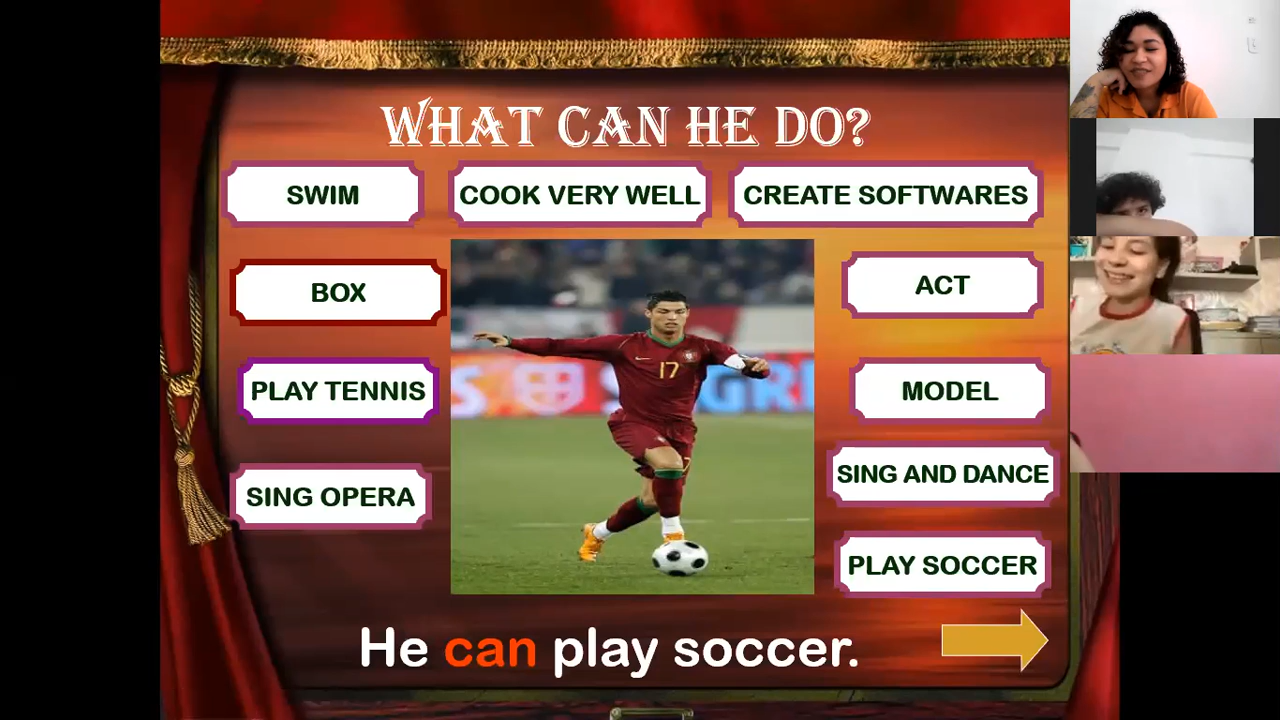 WHAT CAN HE DO?
SWIM
COOK VERY WELL
CREATE SOFTWARES
BOX
ACT
PLAY TENNIS
MODEL
SING OPERA
SING AND DANCE
PLAY SOCCER
17
He can play soccer.